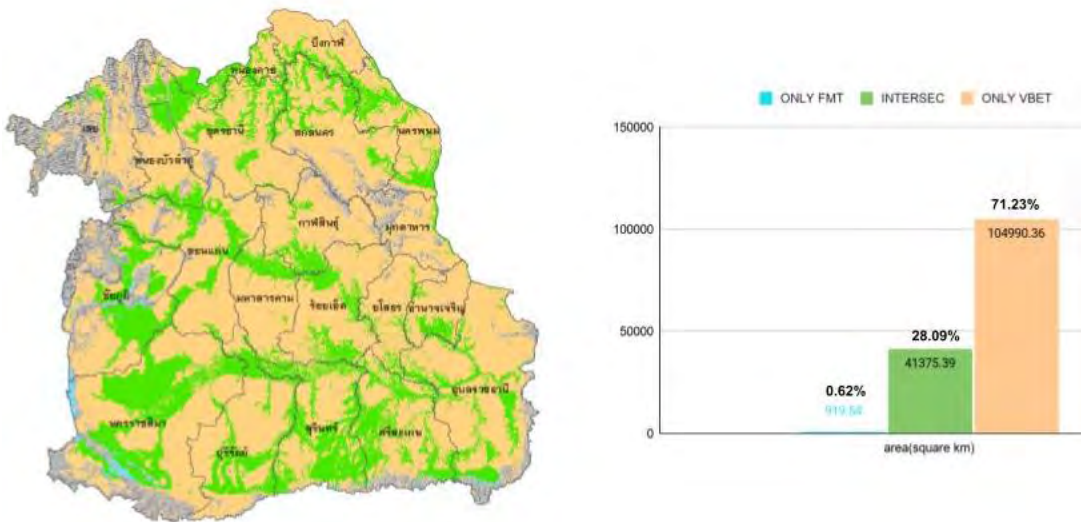 บึงกาฬ
หนองคาย
เลย
อุดรธานี
สกลนคร
นครพนม
หนองบัวลำภู
กาฬสินธุ์
มุกดาหาร
ขอนแก่น
ชัยภูมิ
มหาสารคาม
ร้อยเอ็ด
ยโสธร
อำนาจเจริญ
อุบลราชธานี
นครราชสีมา
บุรีรัมย์
สุรินทร์
ศรีสะเกษ
ONLY FMT
INTERSEC
ONLY VBET
150000
100000
50000
0
71.23%
104990.36
28.09%
41375.39
0.62%
area(square km)